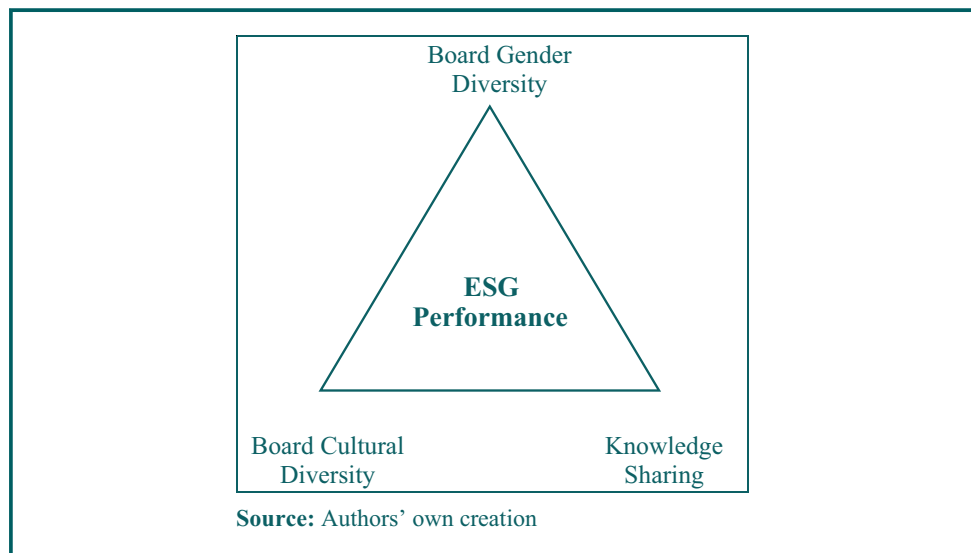 Board Gender
Diversity
ESG
Performance
Board Cultural
Diversity
Knowledge
Sharing
Source: Authors’ own creation